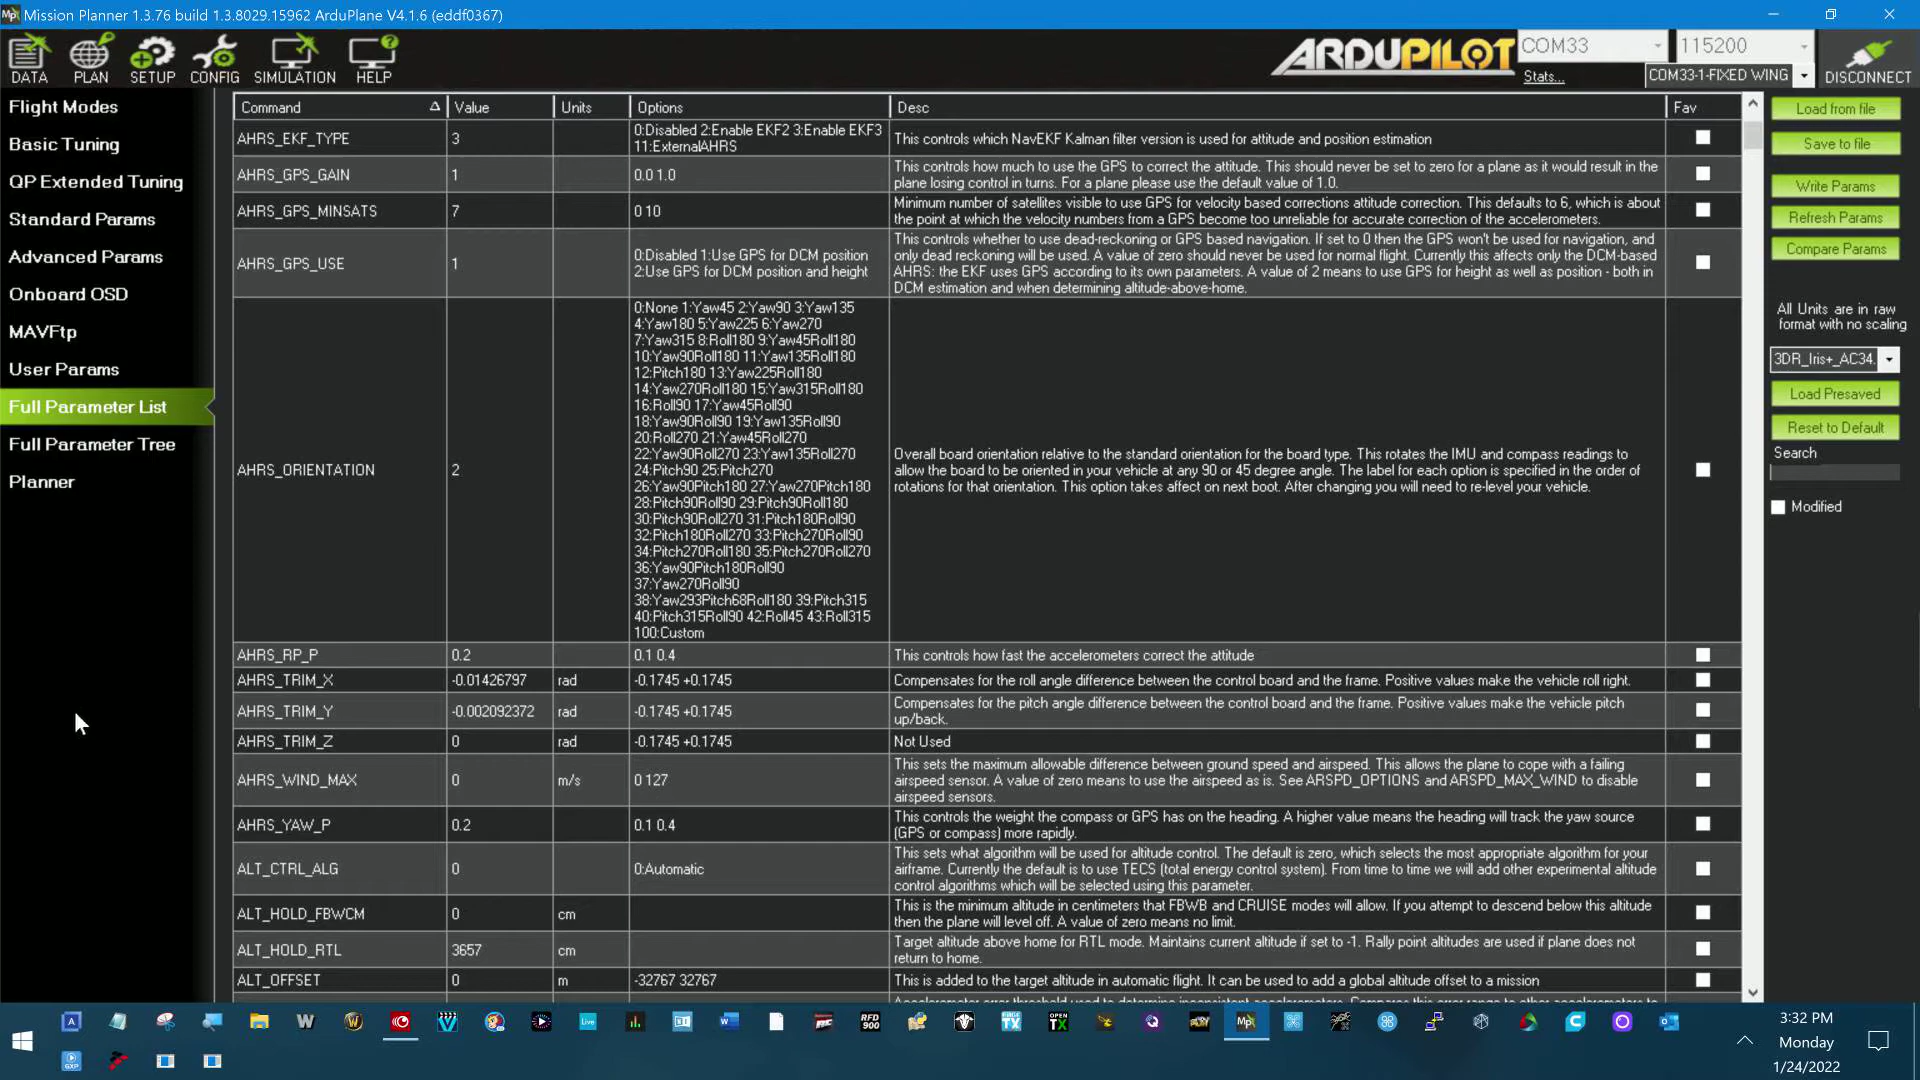 Mission Planner 1.3.76 build 1.3.8029.15962 ArduPlane V4.1.6 (eddf0367)
DATA PLAN SETUP CONFIG SIMULATION HELP
ARDUPILOT
COM33 115200
Stats... COM33-1-FIXED WING DISCONNECT
Flight Modes
Basic Tuning
QP Extended Tuning
Standard Params
Advanced Params
Onboard OSD
MAVFtp
User Params
Full Parameter List
Full Parameter Tree
Planner
Command Value Units Options Desc Fav
AHRS_EKF_TYPE 3
0:Disabled 2:Enable EKF2 3:Enable EKF3
11:ExternalAHRS
This controls which NavEKF Kalman filter version is used for attitude and position estimation
AHRS_GPS_GAIN 1 0.0 1.0
This controls how much to use the GPS to correct the attitude. This should never be set to zero for a plane as it would result in the
plane losing control in turns. For a plane please use the default value of 1.0.
AHRS_GPS_MINSATS 7 0 10
Minimum number of satellites visible to use GPS for velocity based corrections attitude correction. This defaults to 6, which is about
the point at which the velocity numbers from a GPS become too unreliable for accurate correction of the accelerometers.
AHRS_GPS_USE 1
0:Disabled 1:Use GPS for DCM position
2:Use GPS for DCM position and height
This controls whether to use dead-reckoning or GPS based navigation. If set to 0 then the GPS won't be used for navigation, and
only dead reckoning will be used. A value of zero should never be used for normal flight. Currently this affects only the DCM-based
AHRS: the EKF uses GPS according to its own parameters. A value of 2 means to use GPS for height as well as position - both in
DCM estimation and when determining altitude-above-home.
AHRS_ORIENTATION 2
0:None 1:Yaw45 2:Yaw90 3:Yaw135
4:Yaw180 5:Yaw225 6:Yaw270
7:Yaw315 8:Roll180 9:Yaw45Roll180
10:Yaw90Roll180 11:Yaw135Roll180
12:Pitch180 13:Yaw225Roll180
14:Yaw270Roll180 15:Yaw315Roll180
16:Roll90 17:Yaw45Roll90
18:Yaw90Roll90 19:Yaw135Roll90
20:Roll270 21:Yaw45Roll270
22:Yaw90Roll270 23:Yaw135Roll270
24:Pitch90 25:Pitch270
26:Yaw90Pitch180 27:Yaw270Pitch180
28:Pitch90Roll90 29:Pitch90Roll180
30:Pitch90Roll270 31:Pitch180Roll90
32:Pitch180Roll270 33:Pitch270Roll90
34:Pitch270Roll180 35:Pitch270Roll270
36:Yaw90Pitch180Roll90
37:Yaw270Roll90
38:Yaw293Pitch68Roll180 39:Pitch315
40:Pitch315Roll90 42:Roll45 43:Roll315
100:Custom
Overall board orientation relative to the standard orientation for the board type. This rotates the IMU and compass readings to
allow the board to be oriented in your vehicle at any 90 or 45 degree angle. The label for each option is specified in the order of
rotations for that orientation. This option takes affect on next boot. After changing you will need to re-level your vehicle.
AHRS_RP_P 0.2 0.1 0.4 This controls how fast the accelerometers correct the attitude
AHRS_TRIM_X -0.01426797 rad -0.1745 +0.1745 Compensates for the roll angle difference between the control board and the frame. Positive values make the vehicle roll right.
AHRS_TRIM_Y -0.002092372 rad -0.1745 +0.1745
Compensates for the pitch angle difference between the control board and the frame. Positive values make the vehicle pitch
up/back.
AHRS_TRIM_Z 0 rad -0.1745 +0.1745 Not Used
AHRS_WIND_MAX 0 m/s 0 127
This sets the maximum allowable difference between ground speed and airspeed. This allows the plane to cope with a failing
airspeed sensor. A value of zero means to use the airspeed as is. See ARSPD_OPTIONS and ARSPD_MAX_WIND to disable
airspeed sensors.
AHRS_YAW_P 0.2 0.1 0.4
This controls the weight the compass or GPS has on the heading. A higher value means the heading will track the yaw source
(GPS or compass) more rapidly.
ALT_CTRL_ALG 0 0:Automatic
This sets what algorithm will be used for altitude control. The default is zero, which selects the most appropriate algorithm for your
airframe. Currently the default is to use TECS (total energy control system). From time to time we will add other experimental altitude
control algorithms which will be selected using this parameter.
ALT_HOLD_FBWCM 0 cm
This is the minimum altitude in centimeters that FBWB and CRUISE modes will allow. If you attempt to descend below this altitude
then the plane will level off. A value of zero means no limit.
ALT_HOLD_RTL 3657 cm
Target altitude above home for RTL mode. Maintains current altitude if set to -1. Rally point altitudes are used if plane does not
return to home.
ALT_OFFSET 0 m -32767 32767 This is added to the target altitude in automatic flight. It can be used to add a global altitude offset to a mission
Load from file
Save to file
Write Params
Refresh Params
Compare Params
All Units are in raw
format with no scaling
3DR_Iris+_AC34.
Load Presaved
Reset to Default
Search
Modified
3:32 PM
Monday
1/24/2022